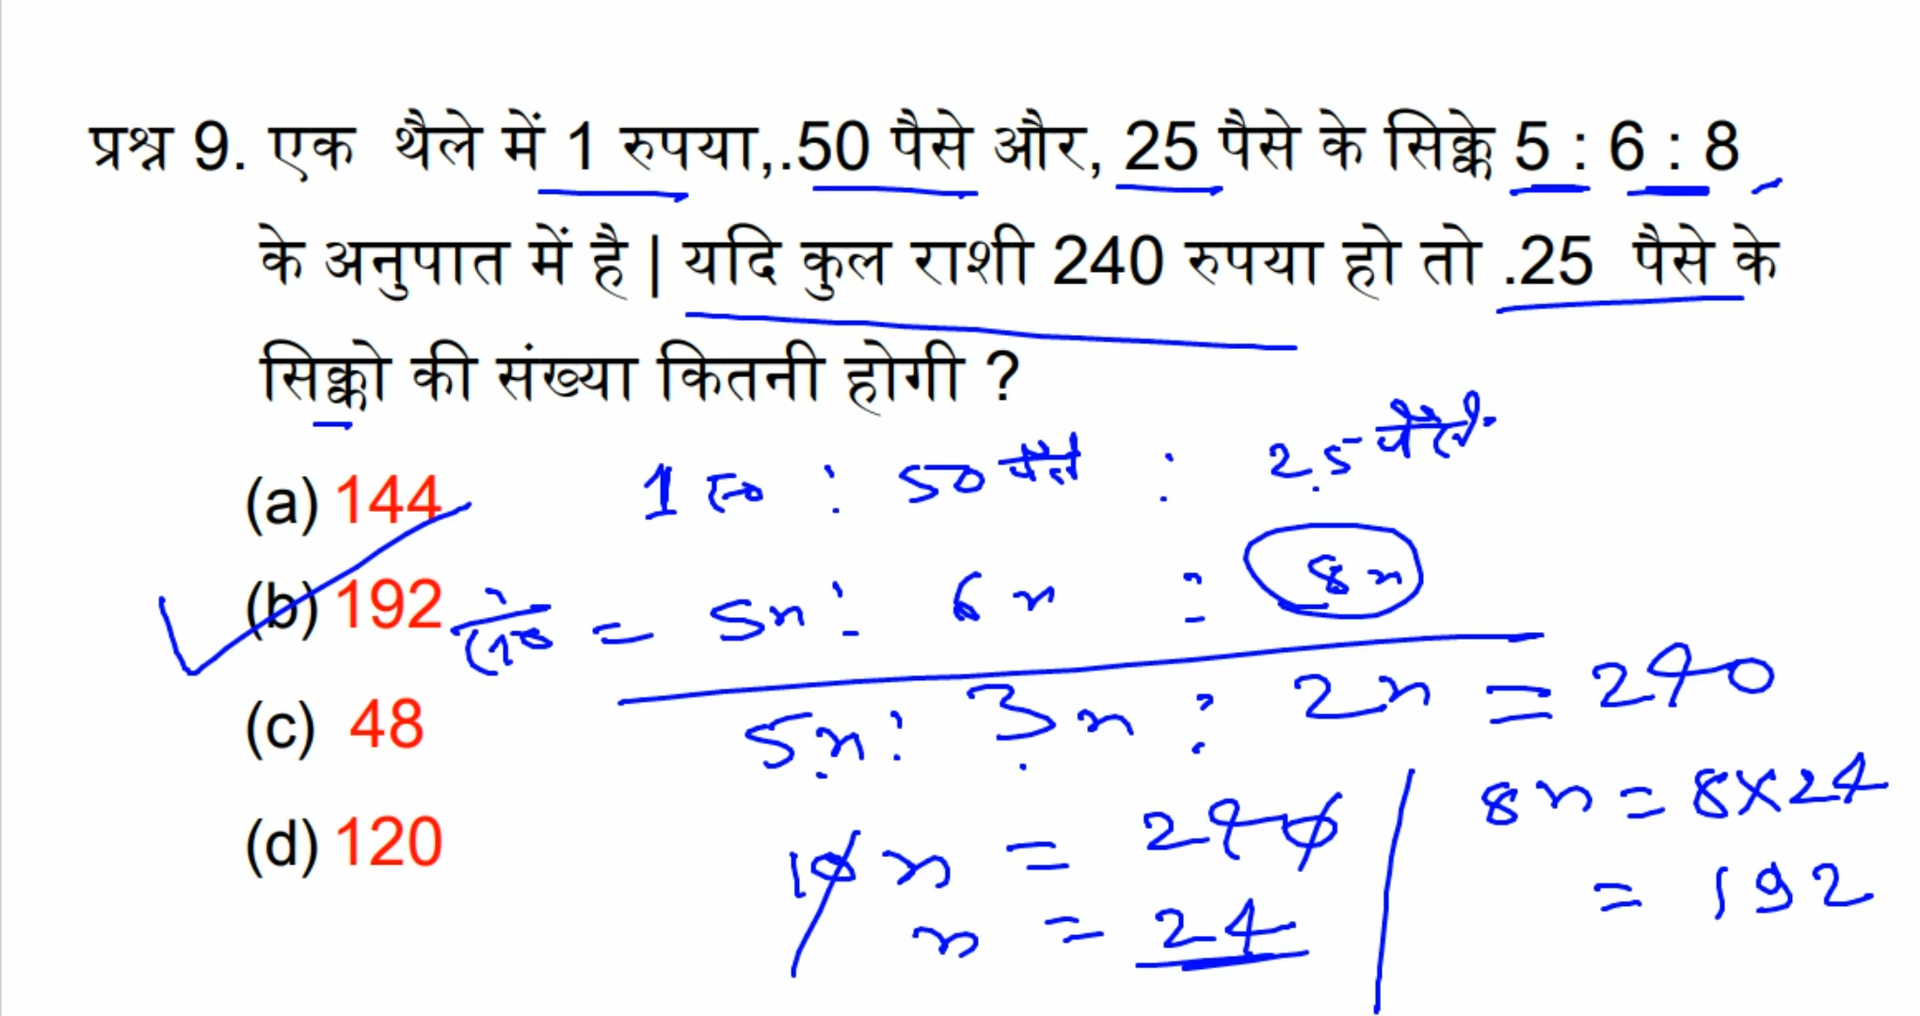 प्रश्न 9. एक थैले में 1 रुपया,.50 पैसे और, 25 पैसे के सिक्के 5 : 6 : 8
के अनुपात में है | यदि कुल राशी 240 रुपया हो तो .25 पैसे के
सिक्को की संख्या कितनी होगी ?
(a) 144
1 रु० : 50 पैसे : 25 पैसे
(b) 192
= 5x : 6x : 8x
(c) 48
5x : 3x : 2x = 240
(d) 120
10x = 240
x = 24
8x = 8×24
= 192